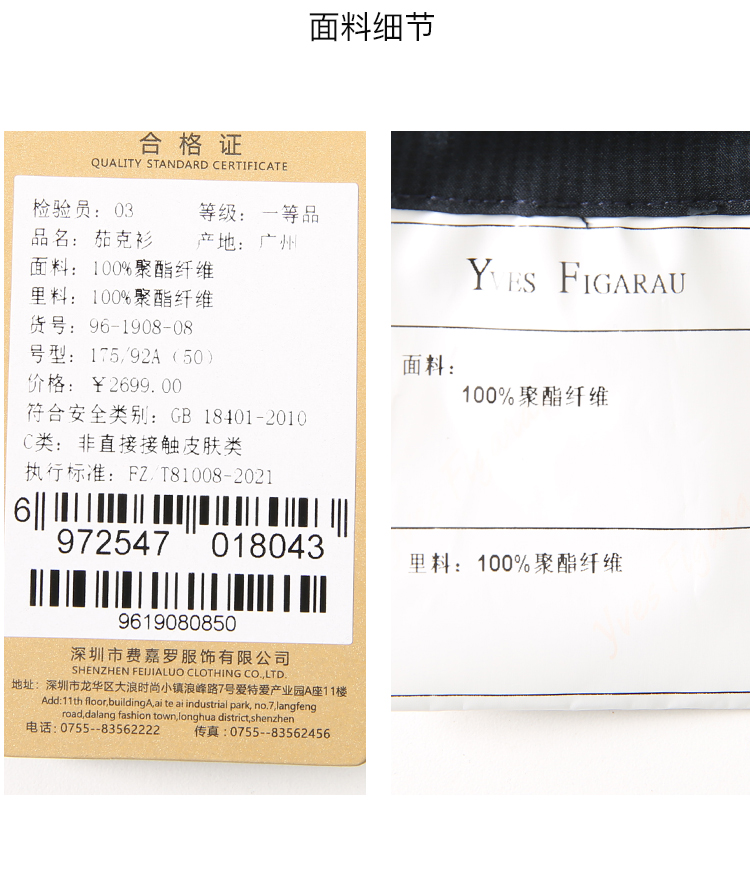 面料细节
合格证
QUALITY STANDARD CERTIFICATE
检验员: 03 等级: 一等品
品名: 茄克衫 产地: 广州
面料: 100%聚酯纤维
里料: 100%聚酯纤维
货号: 96-1908-08
号型: 175/92A (50)
价格: ￥2699.00
符合安全类别: GB 18401-2010
C类: 非直接接触皮肤类
执行标准: FZ/T81008-2021
6 972547 018043
9619080850
深圳市费嘉罗服饰有限公司
SHENZHEN FEIJIALUO CLOTHING CO.,LTD.
地址: 深圳市龙华区大浪时尚小镇浪峰路7号爱特爱产业园A座11楼
Add:11th floor,buildingA,ai te ai industrial park, no.7,langfeng
road,dalang fashion town,longhua district,shenzhen
电话:0755--83562222 传真:0755--83562456
YVES FIGARAU
面料:
100%聚酯纤维
里料: 100%聚酯纤维